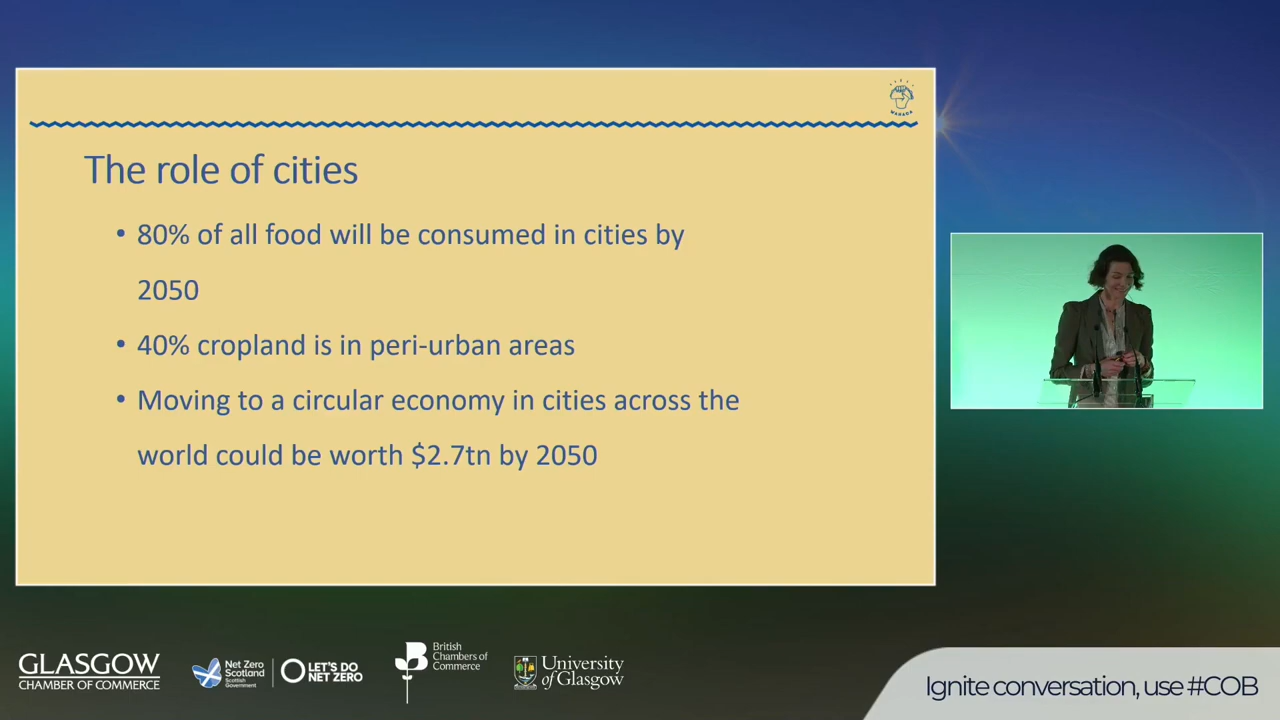 WAHACA
The role of cities
• 80% of all food will be consumed in cities by
2050
• 40% cropland is in peri-urban areas
• Moving to a circular economy in cities across the
world could be worth $2.7tn by 2050
GLASGOW
CHAMBER OF COMMERCE
Net Zero
Scotland
Scottish
Government
LET'S DO
NET ZERO
British
Chambers of
Commerce
University
of Glasgow
Ignite conversation, use #COB